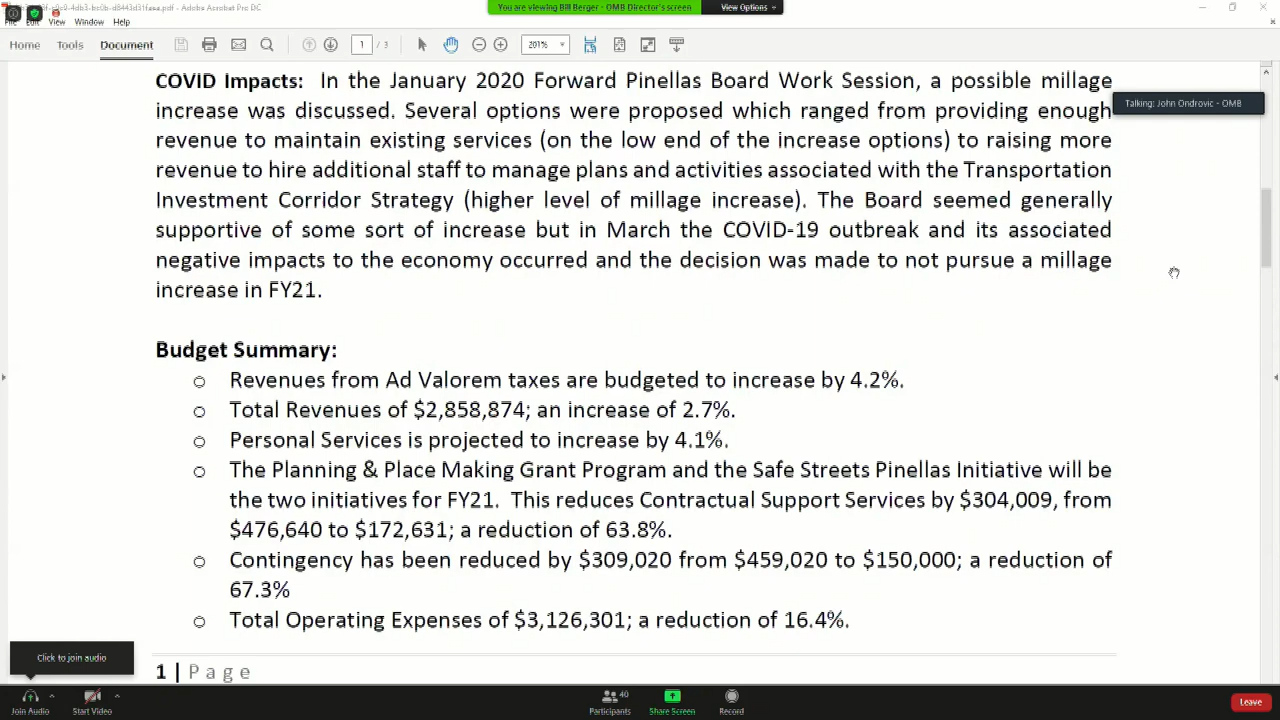 You are viewing Bill Berger - OMB Director's screen
View Options
- Adobe Acrobat Pro DC
File Edit View Window Help
Home Tools Document
1 / 3
201%
Talking: John Ondrovic - OMB
COVID Impacts: In the January 2020 Forward Pinellas Board Work Session, a possible millage
increase was discussed. Several options were proposed which ranged from providing enough
revenue to maintain existing services (on the low end of the increase options) to raising more
revenue to hire additional staff to manage plans and activities associated with the Transportation
Investment Corridor Strategy (higher level of millage increase). The Board seemed generally
supportive of some sort of increase but in March the COVID-19 outbreak and its associated
negative impacts to the economy occurred and the decision was made to not pursue a millage
increase in FY21.
Budget Summary:
○ Revenues from Ad Valorem taxes are budgeted to increase by 4.2%.
○ Total Revenues of $2,858,874; an increase of 2.7%.
○ Personal Services is projected to increase by 4.1%.
○ The Planning & Place Making Grant Program and the Safe Streets Pinellas Initiative will be
the two initiatives for FY21. This reduces Contractual Support Services by $304,009, from
$476,640 to $172,631; a reduction of 63.8%.
○ Contingency has been reduced by $309,020 from $459,020 to $150,000; a reduction of
67.3%
○ Total Operating Expenses of $3,126,301; a reduction of 16.4%.
1 | Page
Click to join audio
Join Audio
Start Video
40
Participants
Share Screen
Record
Leave